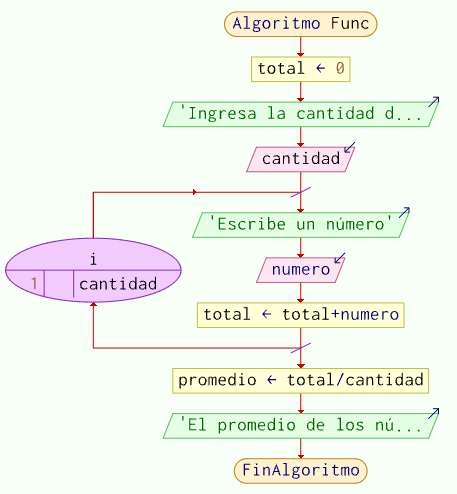 Algoritmo Func
total ← 0
'Ingresa la cantidad d...
cantidad
'Escribe un número'
i
1 cantidad
numero
total ← total+numero
promedio ← total/cantidad
'El promedio de los nú...
FinAlgoritmo